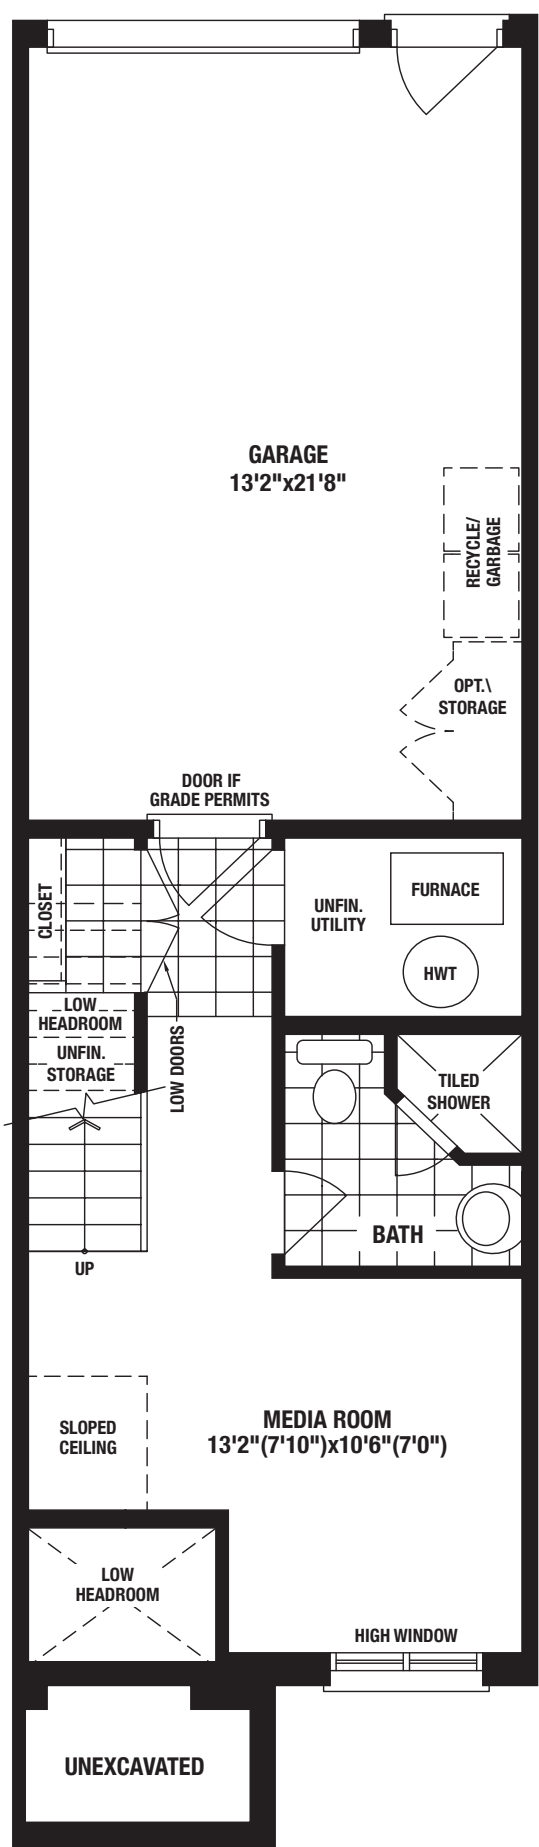 GARAGE
13'2"x21'8"
RECYCLE/
GARBAGE
OPT.\
STORAGE
DOOR IF
GRADE PERMITS
CLOSET
UNFIN.
UTILITY
FURNACE
HWT
LOW
HEADROOM
UNFIN.
STORAGE
LOW DOORS
TILED
SHOWER
BATH
UP
SLOPED
CEILING
MEDIA ROOM
13'2"(7'10")x10'6"(7'0")
LOW
HEADROOM
HIGH WINDOW
UNEXCAVATED